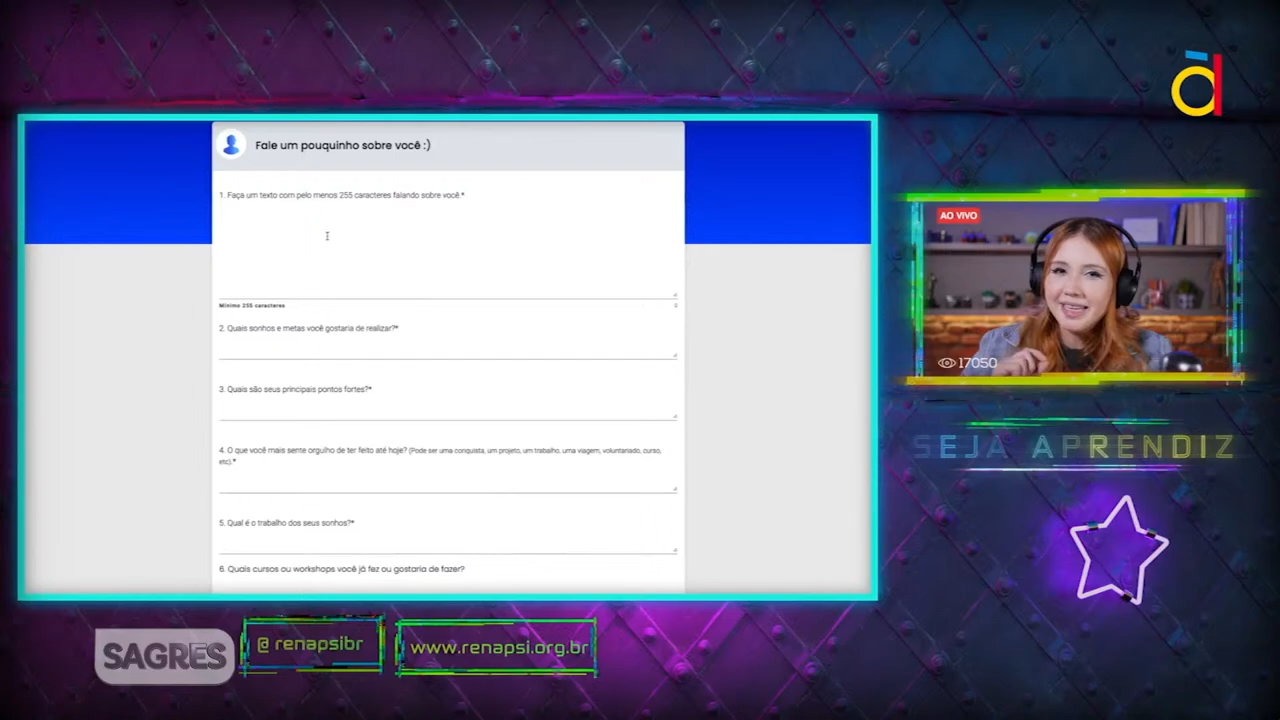 Fale um pouquinho sobre você :)
1. Faça um texto com pelo menos 255 caracteres falando sobre você.*
Mínimo 255 caracteres
0
2. Quais sonhos e metas você gostaria de realizar?*
3. Quais são seus principais pontos fortes?*
4. O que você mais sente orgulho de ter feito até hoje? (Pode ser uma conquista, um projeto, um trabalho, uma viagem, voluntariado, curso,
etc).*
5. Qual é o trabalho dos seus sonhos?*
6. Quais cursos ou workshops você já fez ou gostaria de fazer?
AO VIVO
17050
SEJA APRENDIZ
SAGRES
@renapsibr
www.renapsi.org.br